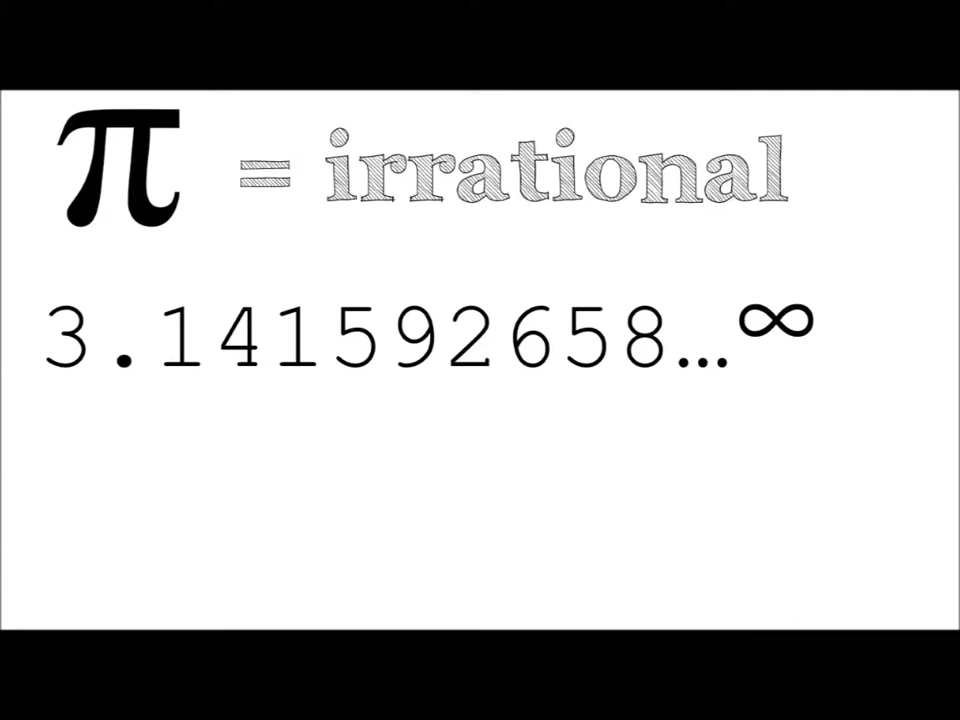 π = irrational
3.141592658...∞